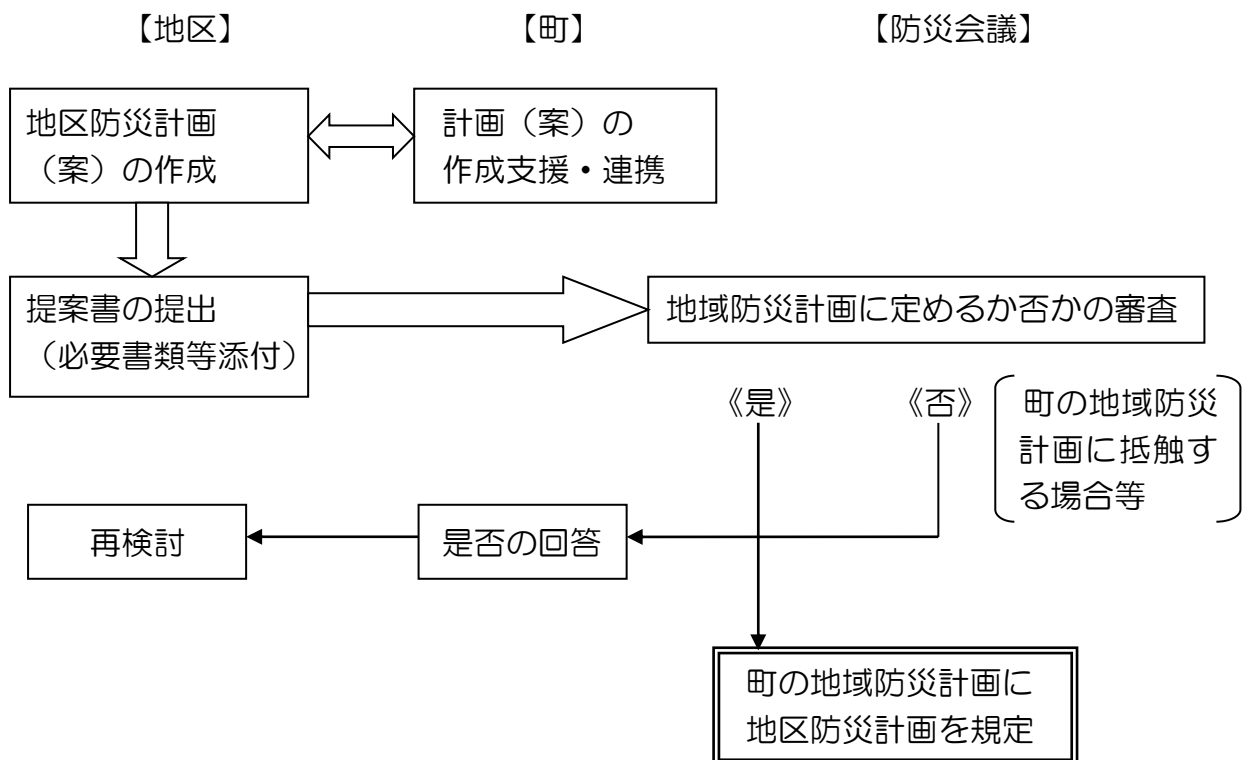 【地区】
【町】
【防災会議】
地区防災計画
（案）の作成
計画（案）の
作成支援・連携
提案書の提出
（必要書類等添付）
地域防災計画に定めるか否かの審査
《是》
《否》
町の地域防災
計画に抵触す
る場合等
再検討
是否の回答
町の地域防災計画に
地区防災計画を規定